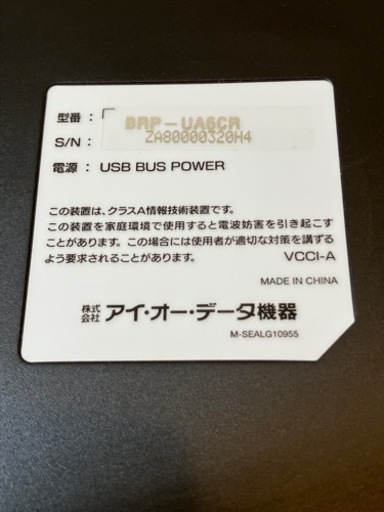 型番： BRP-UA6CR
S/N： ZA80000320H4
電源： USB BUS POWER
この装置は、クラスA情報技術装置です。
この装置を家庭環境で使用すると電波妨害を引き起こす
ことがあります。この場合には使用者が適切な対策を講ずる
よう要求されることがあります。 VCCI-A
MADE IN CHINA
株式会社 アイ・オー・データ機器
M-SEALG10955